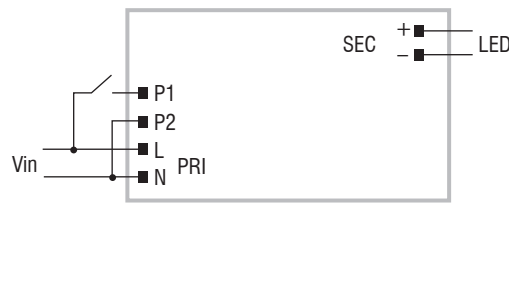 +
SEC LED
–
P1
P2
L
Vin PRI
N